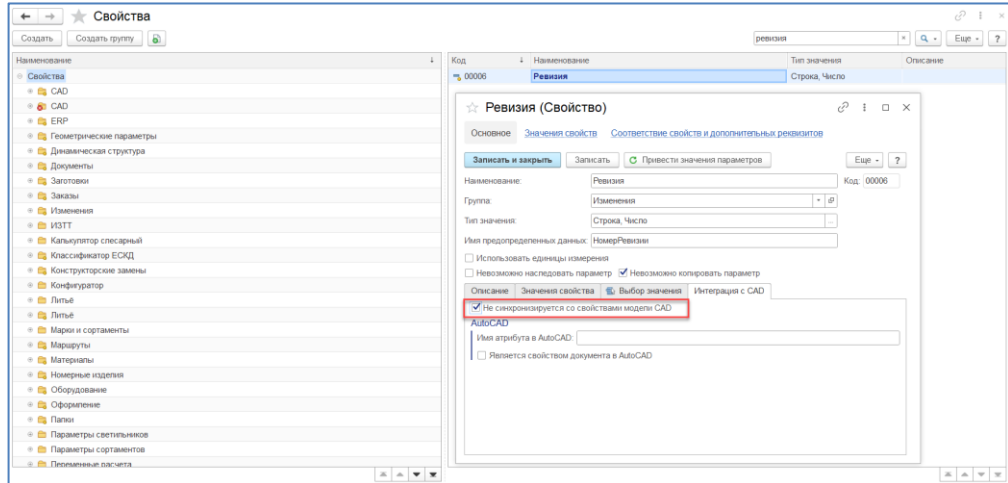 Свойства
Создать Создать группу ревизия × Еще ?
Наименование
Свойства
CAD
CAD
ERP
Геометрические параметры
Динамическая структура
Документы
Заготовки
Заказы
Изменения
ИЗТТ
Калькулятор слесарный
Классификатор ЕСКД
Конструкторские замены
Конфигуратор
Литьё
Литьё
Марки и сортаменты
Маршруты
Материалы
Номерные изделия
Оборудование
Оформление
Папки
Параметры светильников
Параметры сортаментов
Переменные расчета
Код Наименование Тип значения Описание
00006 Ревизия Строка, Число
Ревизия (Свойство)
Основное Значения свойств Соответствие свойств и дополнительных реквизитов
Записать и закрыть Записать Привести значения параметров Еще ?
Наименование: Ревизия Код: 00006
Группа: Изменения
Тип значения: Строка, Число ...
Имя предопределенных данных: НомерРевизии
Использовать единицы измерения
Невозможно наследовать параметр Невозможно копировать параметр
Описание Значения свойства Выбор значения Интеграция с CAD
Не синхронизируется со свойствами модели CAD
AutoCAD
Имя атрибута в AutoCAD:
Является свойством документа в AutoCAD